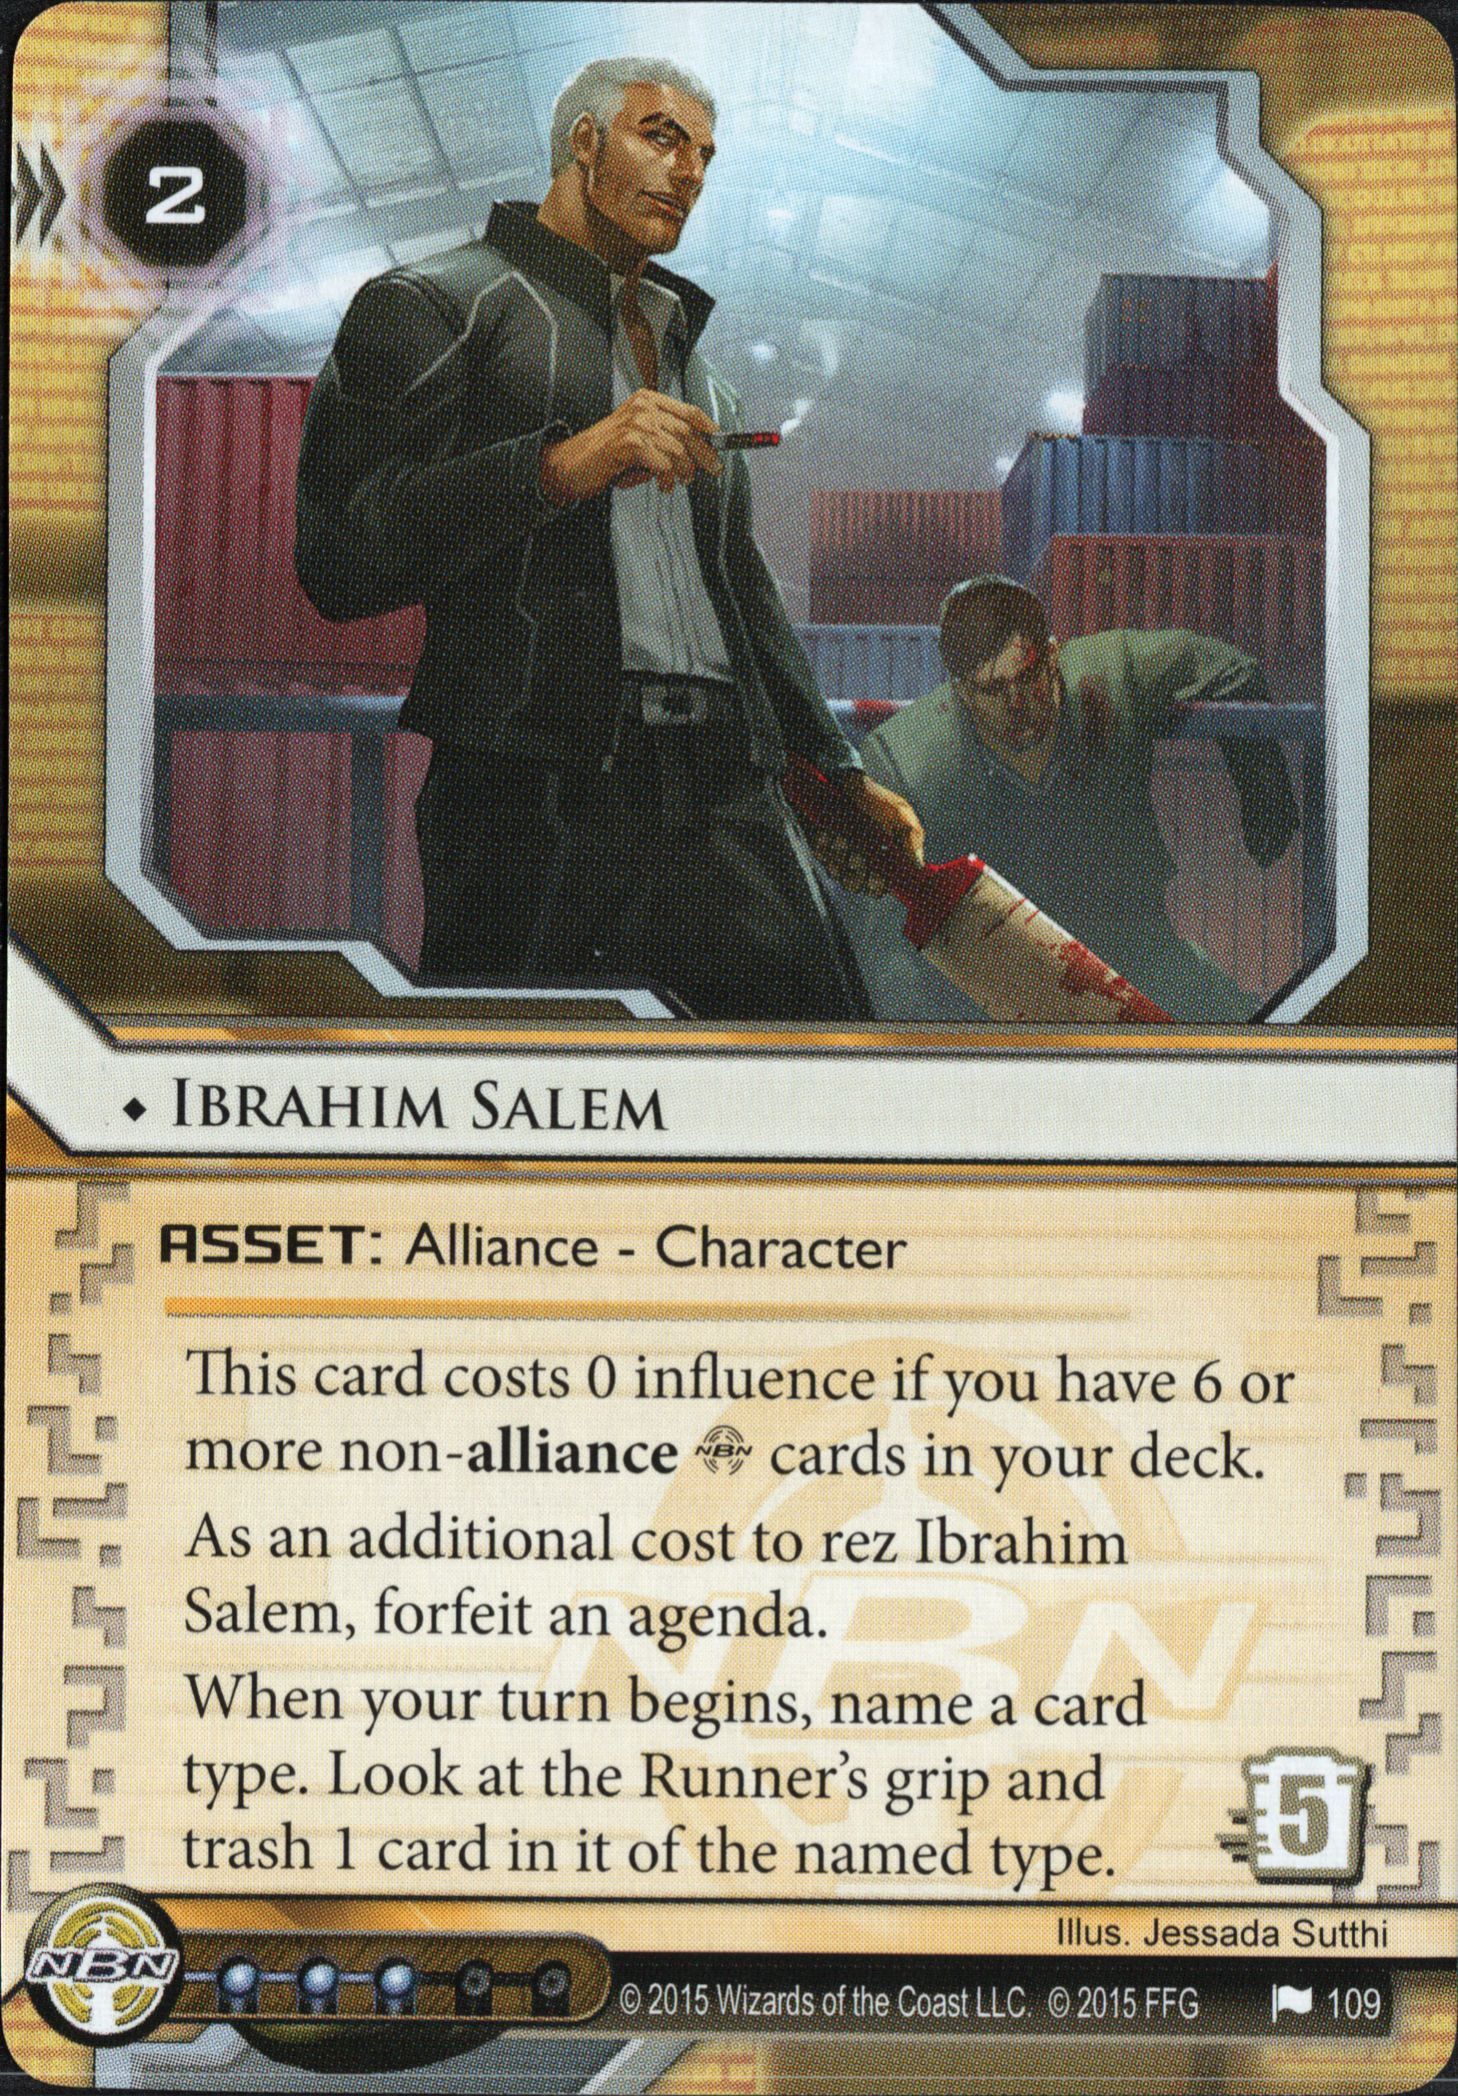 2
◆ IBRAHIM SALEM
ASSET: Alliance - Character
This card costs 0 influence if you have 6 or
more non-alliance NBN cards in your deck.
As an additional cost to rez Ibrahim
Salem, forfeit an agenda.
When your turn begins, name a card
type. Look at the Runner's grip and
trash 1 card in it of the named type.
5
NBN
Illus. Jessada Sutthi
NBN
© 2015 Wizards of the Coast LLC. © 2015 FFG 109